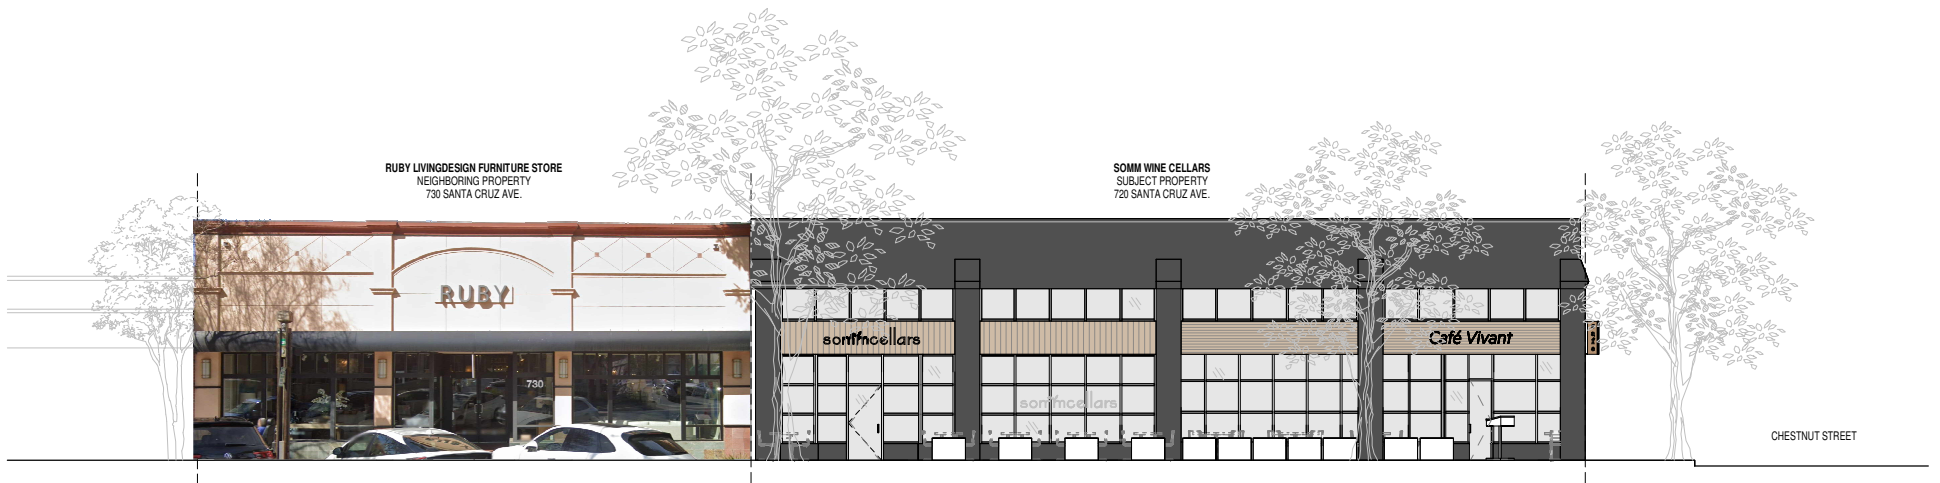 RUBY LIVINGDESIGN FURNITURE STORE
NEIGHBORING PROPERTY
730 SANTA CRUZ AVE.
SOMM WINE CELLARS
SUBJECT PROPERTY
720 SANTA CRUZ AVE.
RUBY
730
sommcellars
Café Vivant
sommcellars
CHESTNUT STREET